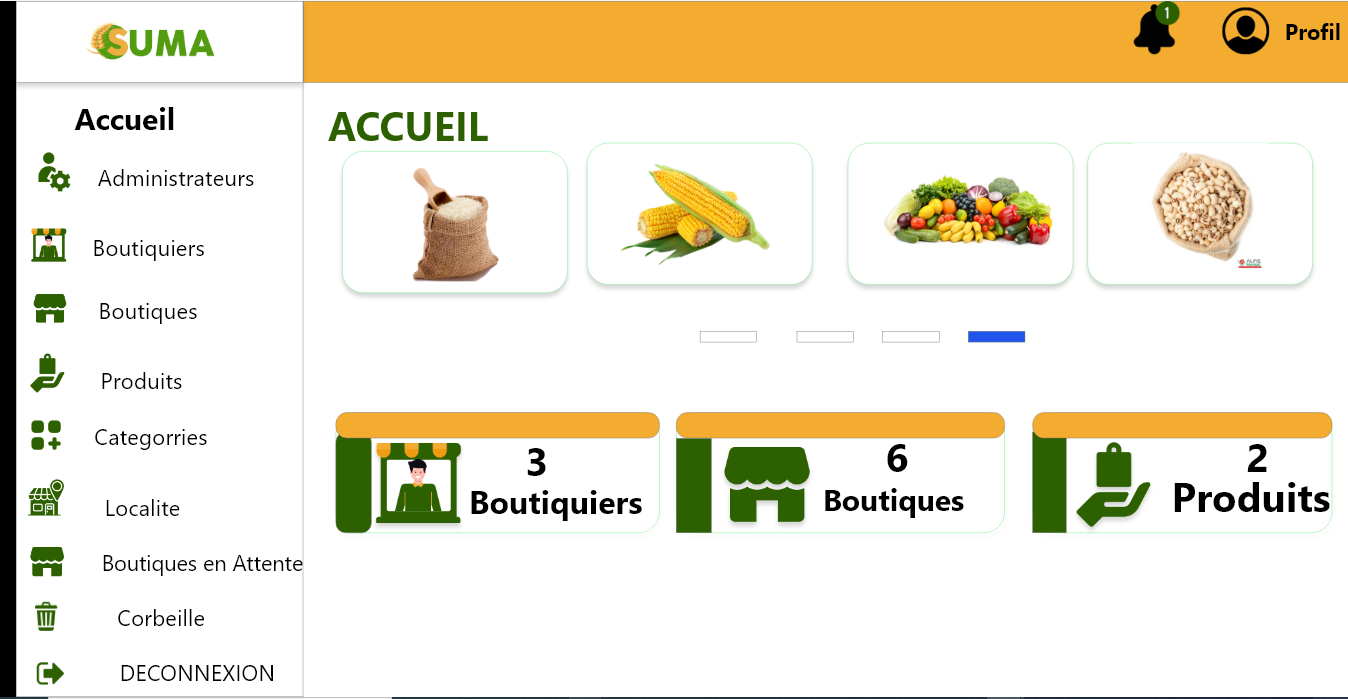 SUMA
1
Profil
Accueil
Administrateurs
Boutiquiers
Boutiques
Produits
Categorries
Localite
Boutiques en Attente
Corbeille
DECONNEXION
ACCUEIL
3
Boutiquiers
6
Boutiques
2
Produits